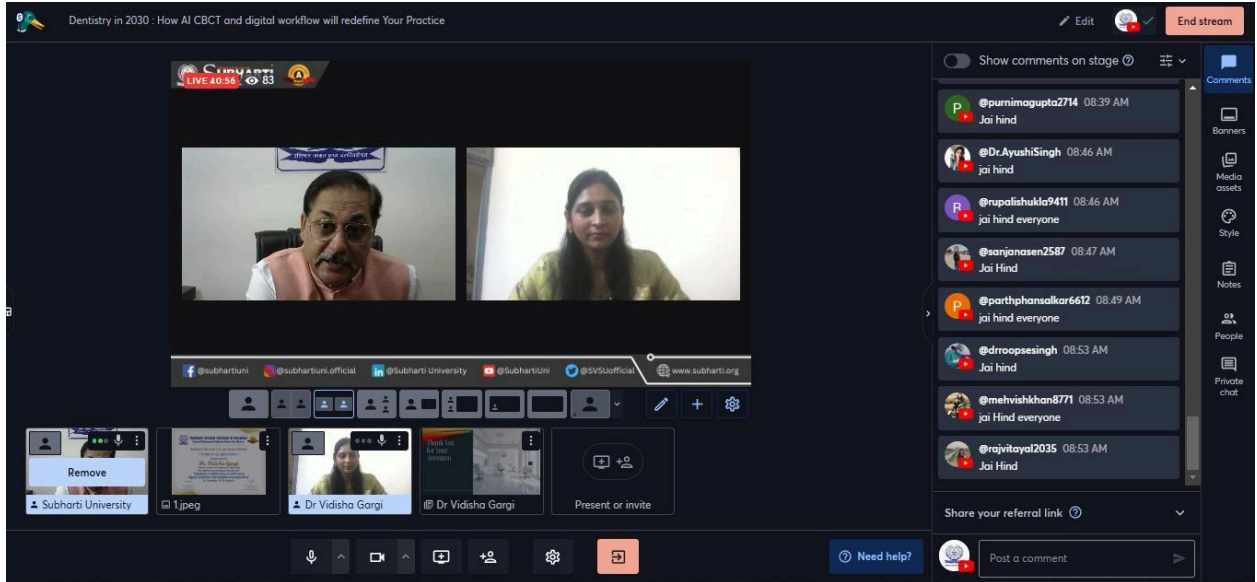 Dentistry in 2030 : How AI CBCT and digital workflow will redefine Your Practice
Edit
End stream
SUBHARTI
LIVE 40:56 83
@subhartiuni
@subhartiuni.official
@Subharti University
@SubhartiUni
@SVSUofficial
www.subharti.org
Remove
Subharti University
1.jpeg
Thank You
for Your
Attention
Dr Vidisha Gargi
Dr Vidisha Gargi
Present or invite
Need help?
Show comments on stage
P
@purnimagupta2714 08:39 AM
Jai hind
@Dr.AyushiSingh 08:46 AM
jai hind
R
@rupalishukla9411 08:46 AM
jai hind everyone
@sanjanasen2587 08:47 AM
Jai Hind
P
@parthphansalkar6612 08:49 AM
jai hind everyone
@drroopsesingh 08:53 AM
Jai hind
@mehvishkhan8771 08:53 AM
jai Hind everyone
@rajvitayal2035 08:53 AM
Jai Hind
Share your referral link
Post a comment
Comments
Banners
Media
assets
Style
Notes
People
Private
chat